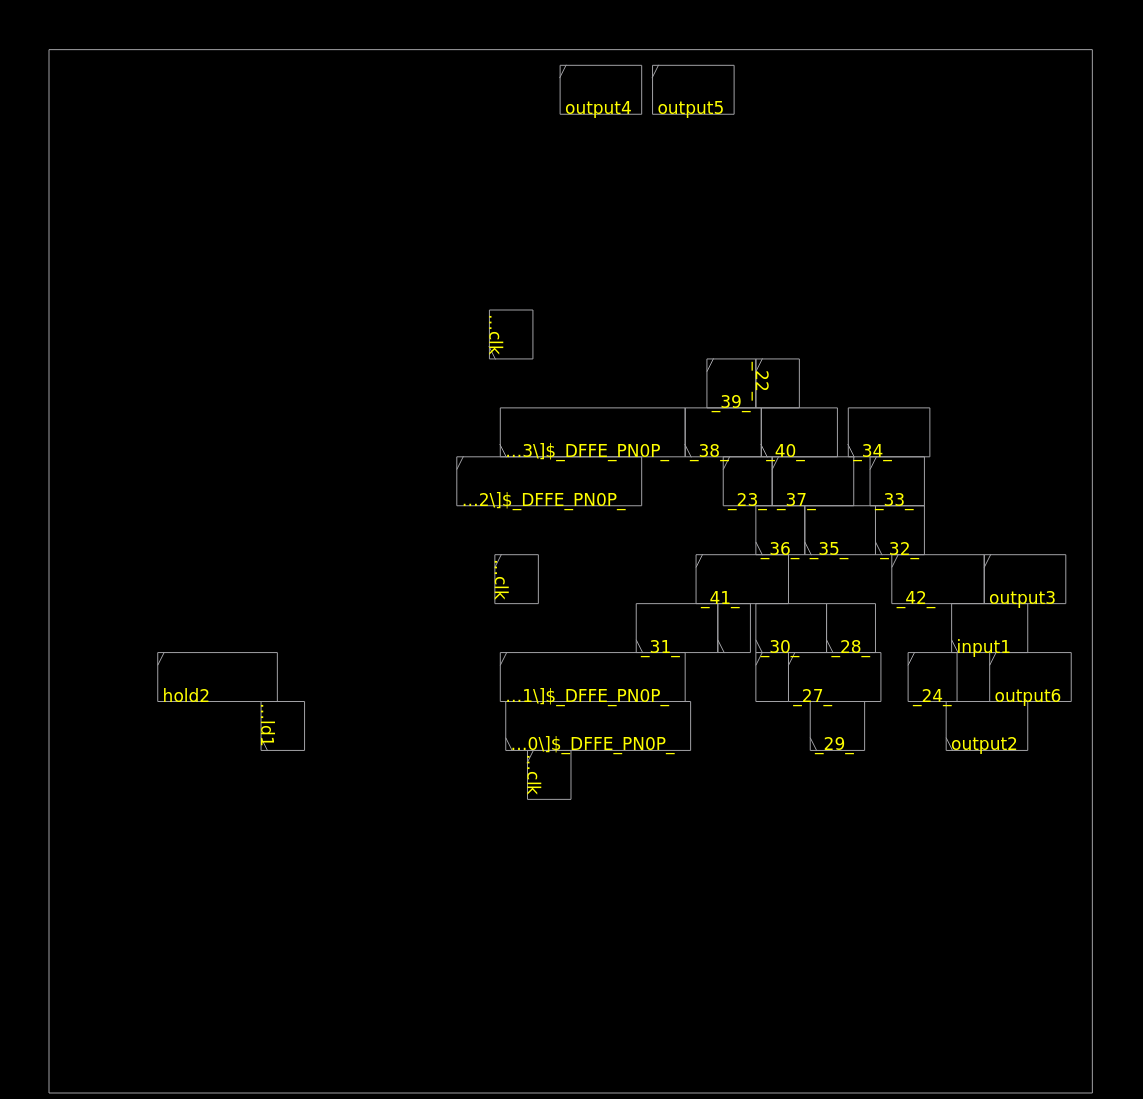 output4 output5
...clk
_22_
_39_
...3\]$_DFFE_PN0P_ _38_ _40_ _34_
...2\]$_DFFE_PN0P_ _23_ _37_ _33_
_36_ _35_ _32_
...clk _41_ _42_ output3
_31_ _30_ _28_ input1
hold2 ...1\]$_DFFE_PN0P_ _27_ _24_ output6
...ld1 ...0\]$_DFFE_PN0P_ _29_ output2
...clk